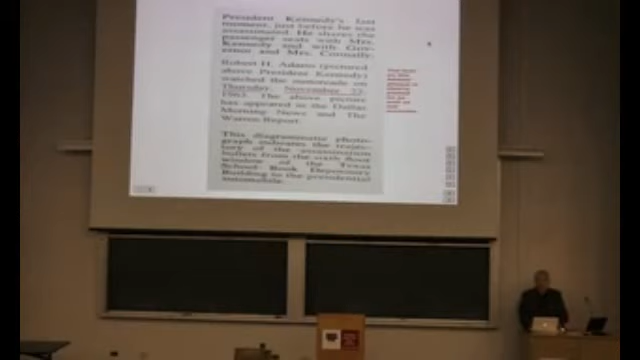 President Kennedy's last
moment, just before he was
assassinated. He shares the
passenger seats with Mrs.
Kennedy and with Gov-
ernor and Mrs. Connally.
Robert H. Adams (pictured
above President Kennedy)
watched the motorcade on
Thursday, November 22,
1963. The above picture
has appeared in the Dallas
Morning News and The
Warren Report.
This diagrammatic photo-
graph indicates the trajec-
tory of the assassination
bullets from the sixth floor
window of the Texas
School Book Depository
Building to the presidential
automobile.